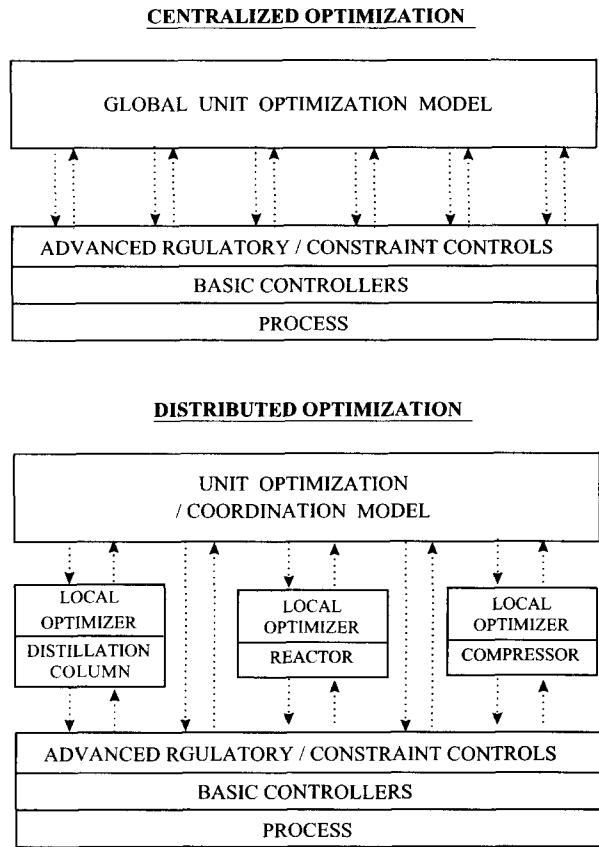 CENTRALIZED OPTIMIZATION
GLOBAL UNIT OPTIMIZATION MODEL
ADVANCED RGULATORY / CONSTRAINT CONTROLS
BASIC CONTROLLERS
PROCESS
DISTRIBUTED OPTIMIZATION
UNIT OPTIMIZATION
/ COORDINATION MODEL
LOCAL
OPTIMIZER
DISTILLATION
COLUMN
LOCAL
OPTIMIZER
REACTOR
LOCAL
OPTIMIZER
COMPRESSOR
ADVANCED RGULATORY / CONSTRAINT CONTROLS
BASIC CONTROLLERS
PROCESS